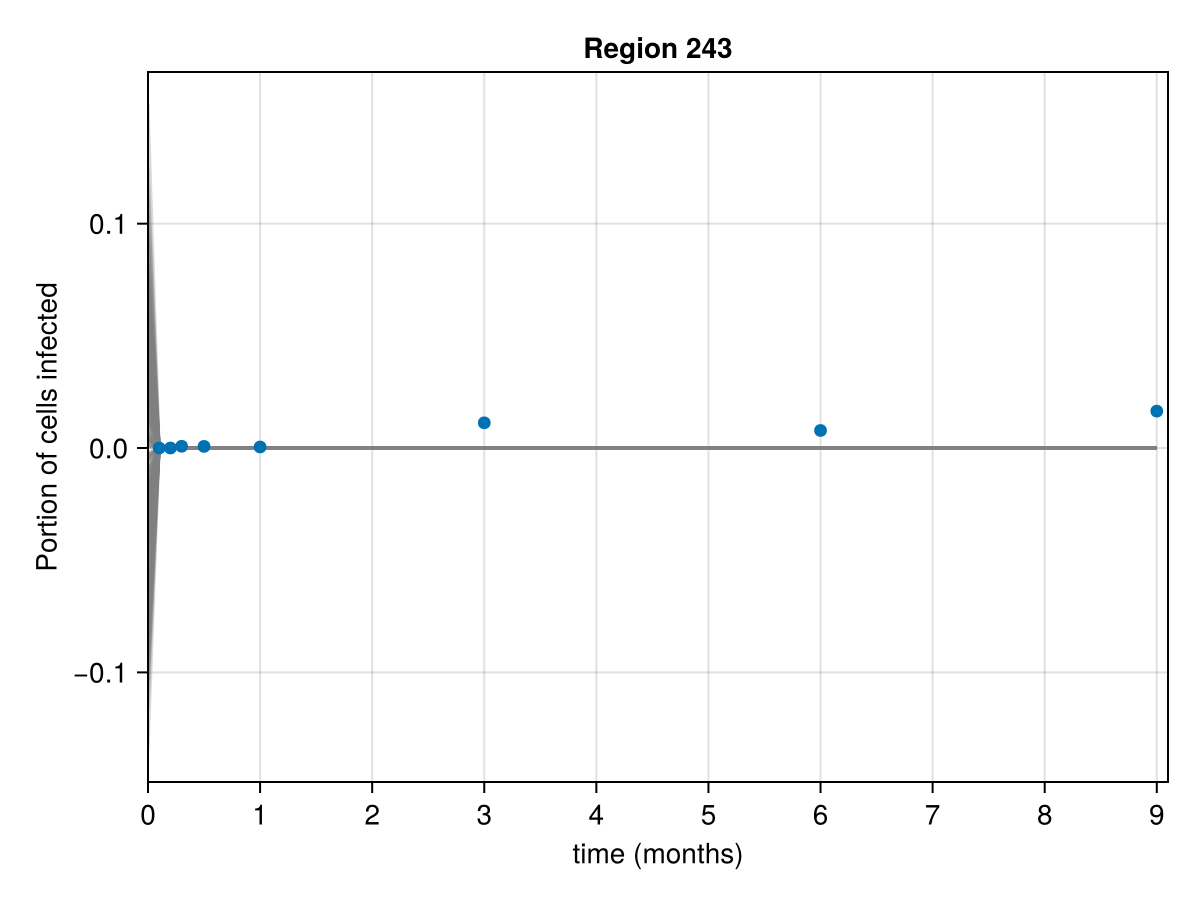 Region 243
Portion of cells infected
0.1
0.0
−0.1
0 1 2 3 4 5 6 7 8 9
time (months)